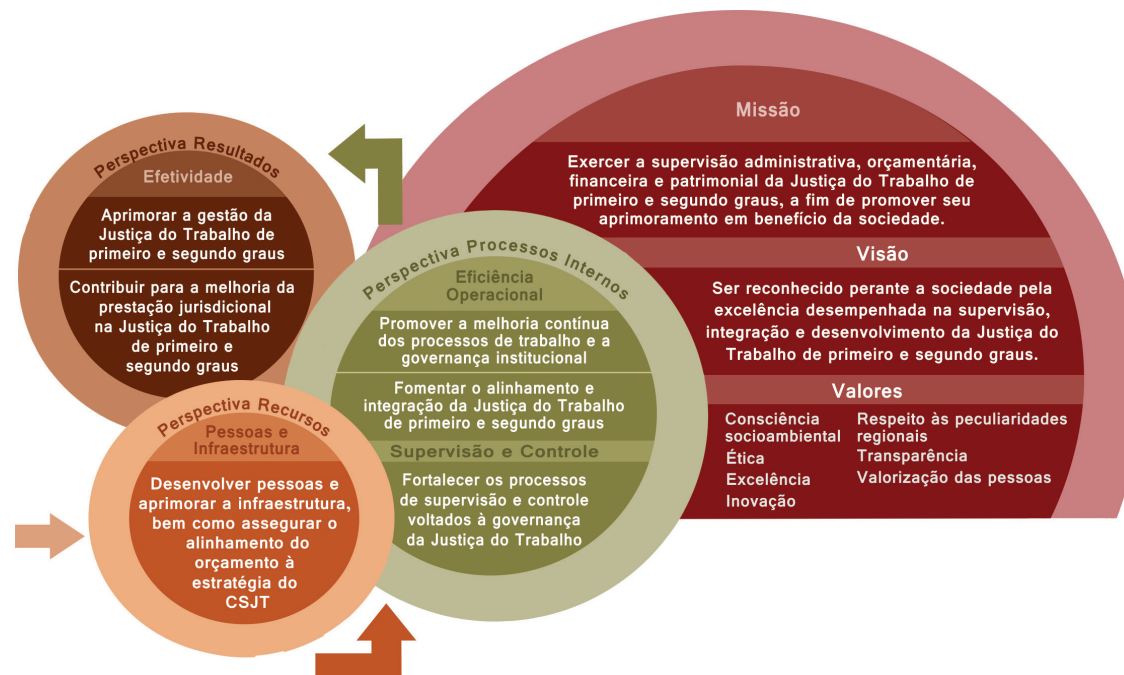 Missão
Exercer a supervisão administrativa, orçamentária,
financeira e patrimonial da Justiça do Trabalho de
primeiro e segundo graus, a fim de promover seu
aprimoramento em benefício da sociedade.
Visão
Ser reconhecido perante a sociedade pela
excelência desempenhada na supervisão,
integração e desenvolvimento da Justiça do
Trabalho de primeiro e segundo graus.
Valores
Consciência
socioambiental
Ética
Excelência
Inovação
Respeito às peculiaridades
regionais
Transparência
Valorização das pessoas
Perspectiva Resultados
Efetividade
Aprimorar a gestão da
Justiça do Trabalho de
primeiro e segundo graus
Contribuir para a melhoria da
prestação jurisdicional
na Justiça do Trabalho
de primeiro e
segundo graus
Perspectiva Processos Internos
Eficiência
Operacional
Promover a melhoria contínua
dos processos de trabalho e a
governança institucional
Fomentar o alinhamento e
integração da Justiça do Trabalho
de primeiro e segundo graus
Supervisão e Controle
Fortalecer os processos
de supervisão e controle
voltados à governança
da Justiça do Trabalho
Perspectiva Recursos
Pessoas e
Infraestrutura
Desenvolver pessoas e
aprimorar a infraestrutura,
bem como assegurar o
alinhamento do
orçamento à
estratégia do
CSJT